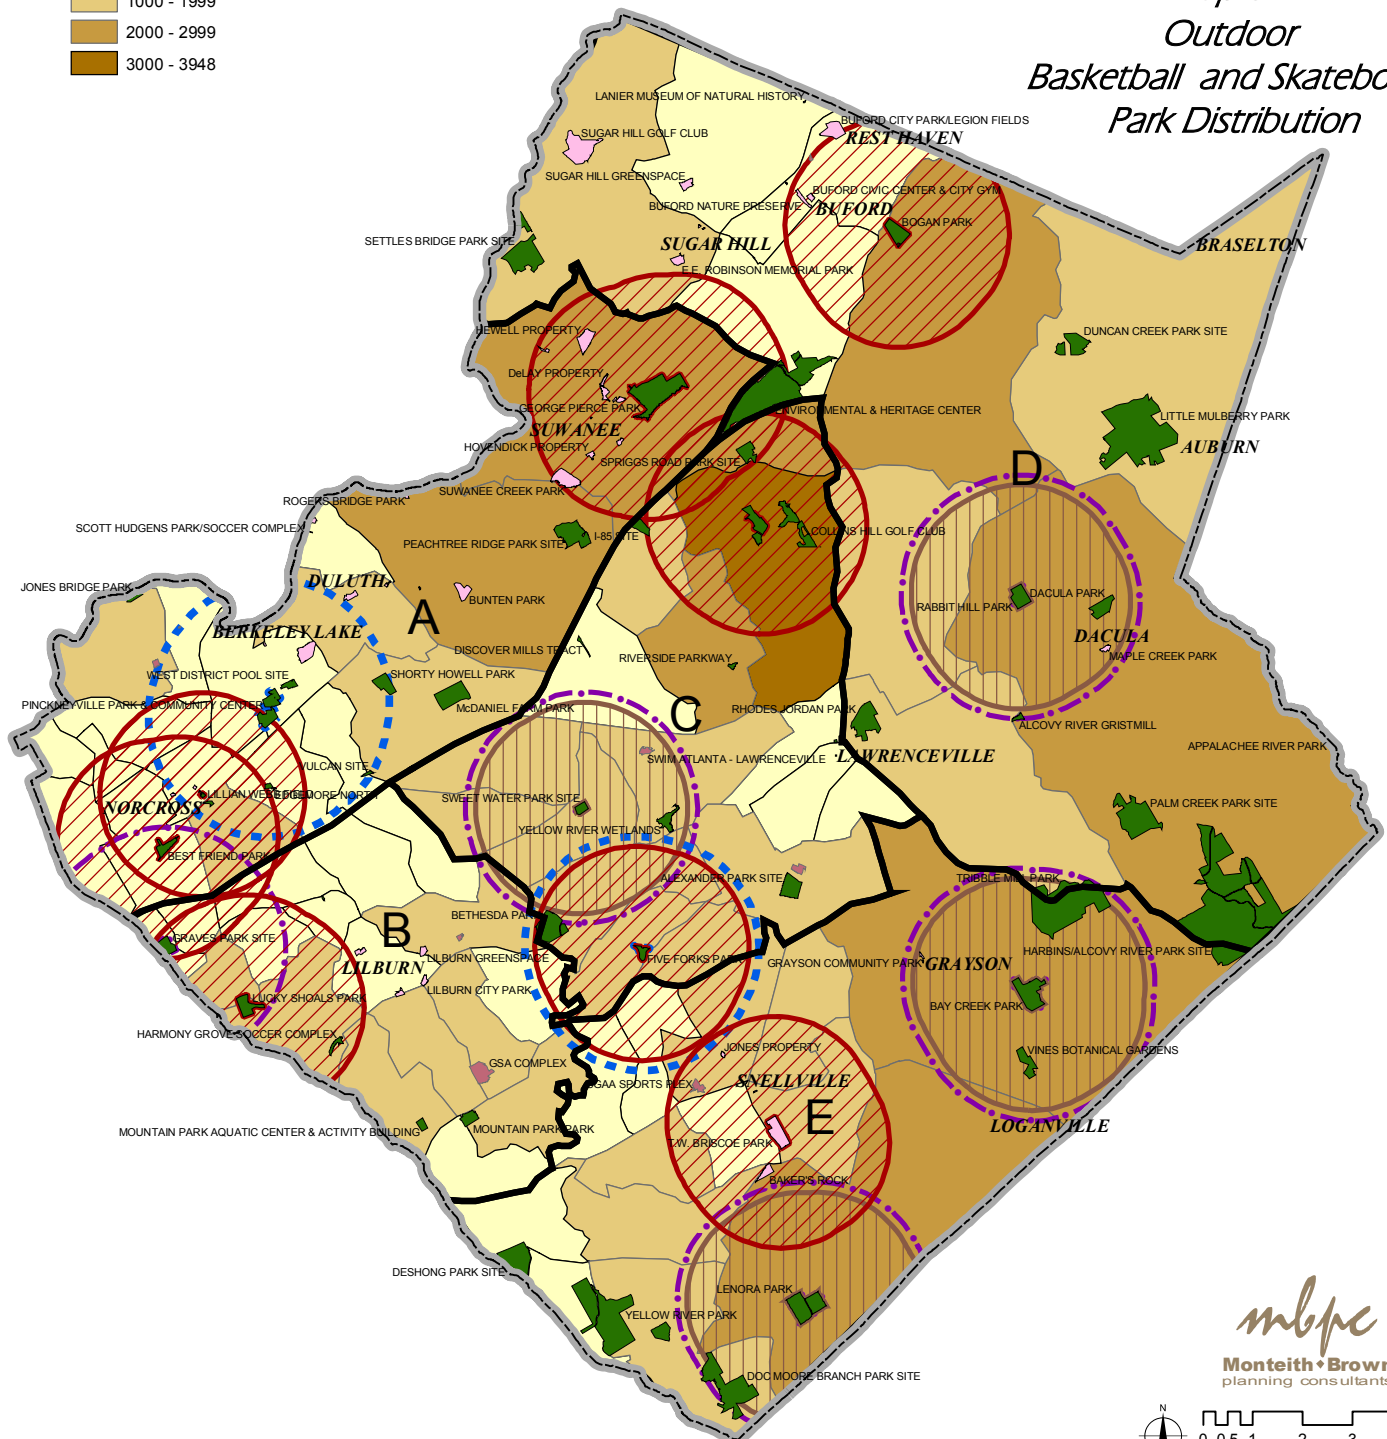 1000 - 1999
2000 - 2999
3000 - 3948
Outdoor
Basketball and Skatebo
Park Distribution
LANIER MUSEUM OF NATURAL HISTORY
BUFORD CITY PARK/LEGION FIELDS
SUGAR HILL GOLF CLUB
REST HAVEN
SUGAR HILL GREENSPACE
BUFORD CIVIC CENTER & CITY GYM
BUFORD NATURE PRESERVE
BUFORD
BOGAN PARK
SETTLES BRIDGE PARK SITE
SUGAR HILL
BRASELTON
E.E. ROBINSON MEMORIAL PARK
HEWELL PROPERTY
DUNCAN CREEK PARK SITE
DeLAY PROPERTY
GEORGE PIERCE PARK
ENVIRONMENTAL & HERITAGE CENTER
LITTLE MULBERRY PARK
SUWANEE
AUBURN
HOVENDICK PROPERTY
SPRIGGS ROAD PARK SITE
D
SUWANEE CREEK PARK
ROGERS BRIDGE PARK
SCOTT HUDGENS PARK/SOCCER COMPLEX
I-85 SITE
COLLINS HILL GOLF CLUB
PEACHTREE RIDGE PARK SITE
JONES BRIDGE PARK
DULUTH
BUNTEN PARK
DACULA PARK
RABBIT HILL PARK
A
BERKELEY LAKE
DACULA
DISCOVER MILLS TRACT
RIVERSIDE PARKWAY
MAPLE CREEK PARK
WEST DISTRICT POOL SITE
SHORTY HOWELL PARK
PINCKNEYVILLE PARK & COMMUNITY CENTER
McDANIEL FARM PARK
C
RHODES JORDAN PARK
ALCOVY RIVER GRISTMILL
APPALACHEE RIVER PARK
LAWRENCEVILLE
SWIM ATLANTA - LAWRENCEVILLE
VULCAN SITE
SWEET WATER PARK SITE
NORCROSS
PALM CREEK PARK SITE
YELLOW RIVER WETLANDS
BEST FRIEND PARK
ALEXANDER PARK SITE
TRIBBLE MILL PARK
BETHESDA PARK
B
GRAVES PARK SITE
HARBINS/ALCOVY RIVER PARK SITE
LILBURN GREENSPACE
FIVE FORKS PARK
GRAYSON COMMUNITY PARK
GRAYSON
LILBURN
LILBURN CITY PARK
LUCKY SHOALS PARK
BAY CREEK PARK
HARMONY GROVE SOCCER COMPLEX
JONES PROPERTY
VINES BOTANICAL GARDENS
GSA COMPLEX
SNELLVILLE
E
LOGANVILLE
MOUNTAIN PARK AQUATIC CENTER & ACTIVITY BUILDING
MOUNTAIN PARK PARK
T.W. BRISCOE PARK
BAKER'S ROCK
DESHONG PARK SITE
LENORA PARK
YELLOW RIVER PARK
DOC MOORE BRANCH PARK SITE
mbpc
Monteith Brown
planning consultants
N
0 0.5 1 2 3